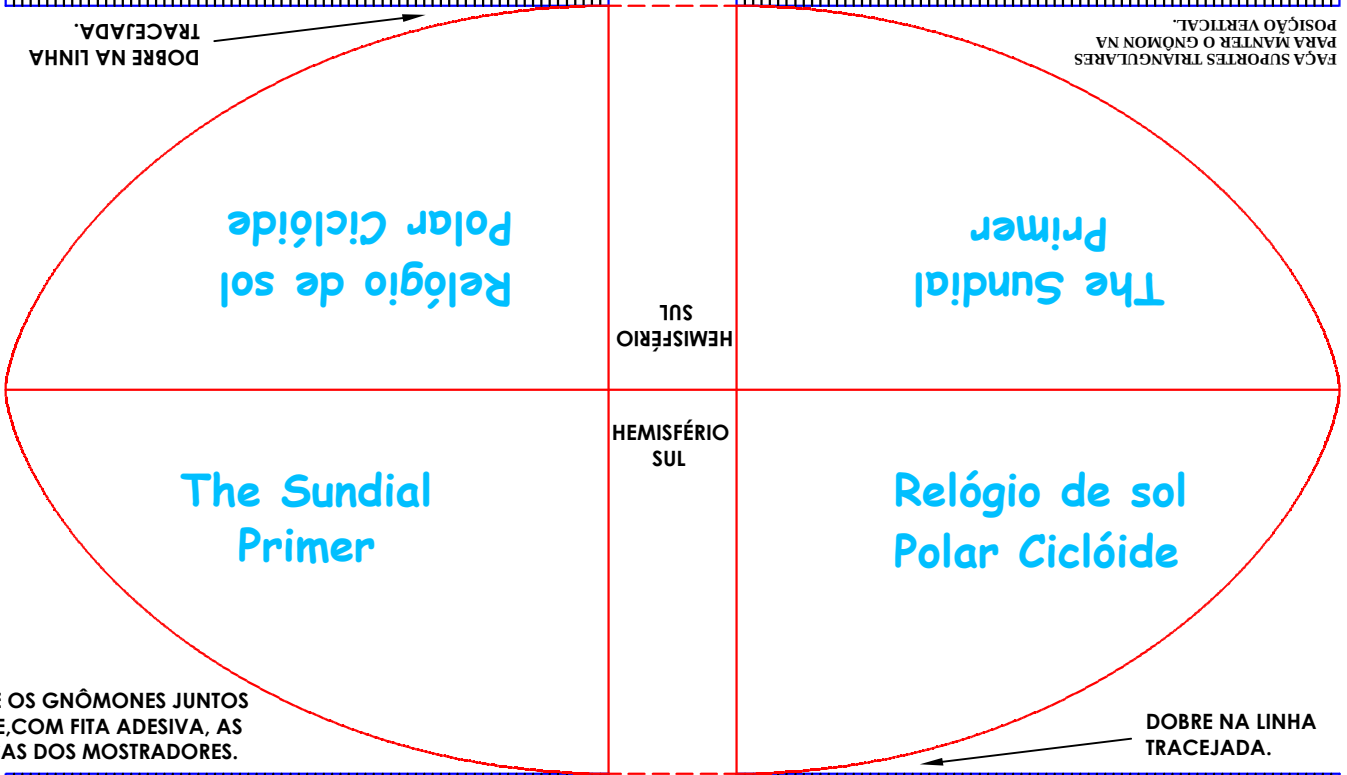 DOBRE NA LINHA
TRACEJADA.
FAÇA SUPORTES TRIANGULARES
PARA MANTER O GNÔMON NA
POSIÇÃO VERTICAL.
Relógio de sol
Polar Ciclóide
The Sundial
Primer
HEMISFÉRIO
SUL
HEMISFÉRIO
SUL
The Sundial
Primer
Relógio de sol
Polar Ciclóide
OS GNÔMONES JUNTOS
E,COM FITA ADESIVA, AS
DOS MOSTRADORES.
DOBRE NA LINHA
TRACEJADA.